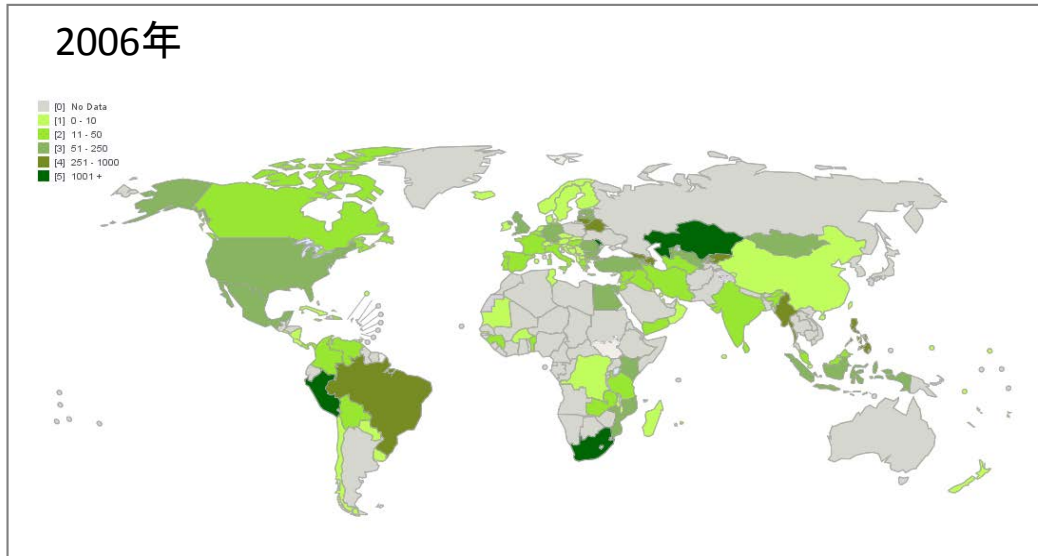 2006年
[0] No Data
[1] 0 - 10
[2] 11 - 50
[3] 51 - 250
[4] 251 - 1000
[5] 1001 +